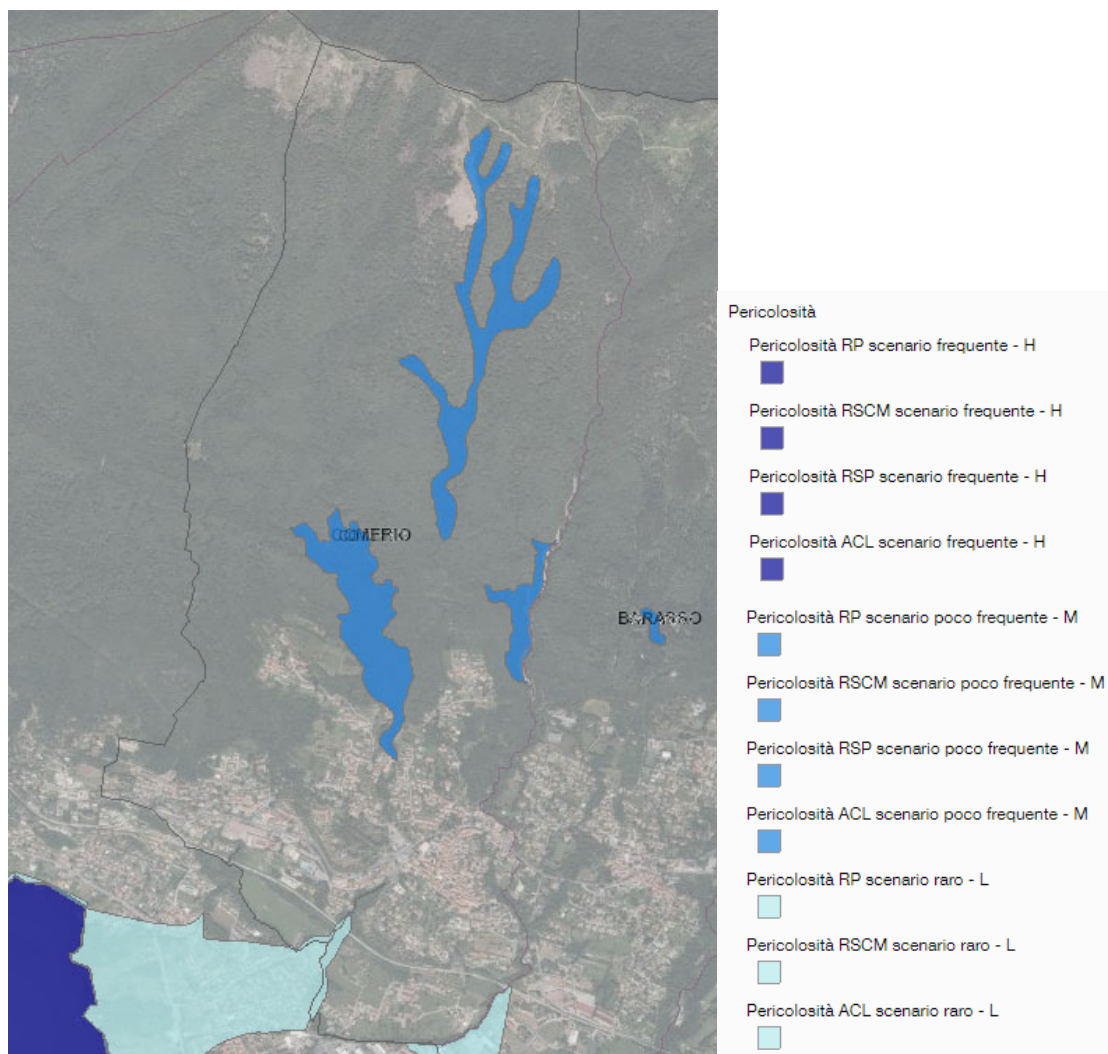 COMERIO
BARASSO
Pericolosità
Pericolosità RP scenario frequente - H
Pericolosità RSCM scenario frequente - H
Pericolosità RSP scenario frequente - H
Pericolosità ACL scenario frequente - H
Pericolosità RP scenario poco frequente - M
Pericolosità RSCM scenario poco frequente - M
Pericolosità RSP scenario poco frequente - M
Pericolosità ACL scenario poco frequente - M
Pericolosità RP scenario raro - L
Pericolosità RSCM scenario raro - L
Pericolosità ACL scenario raro - L